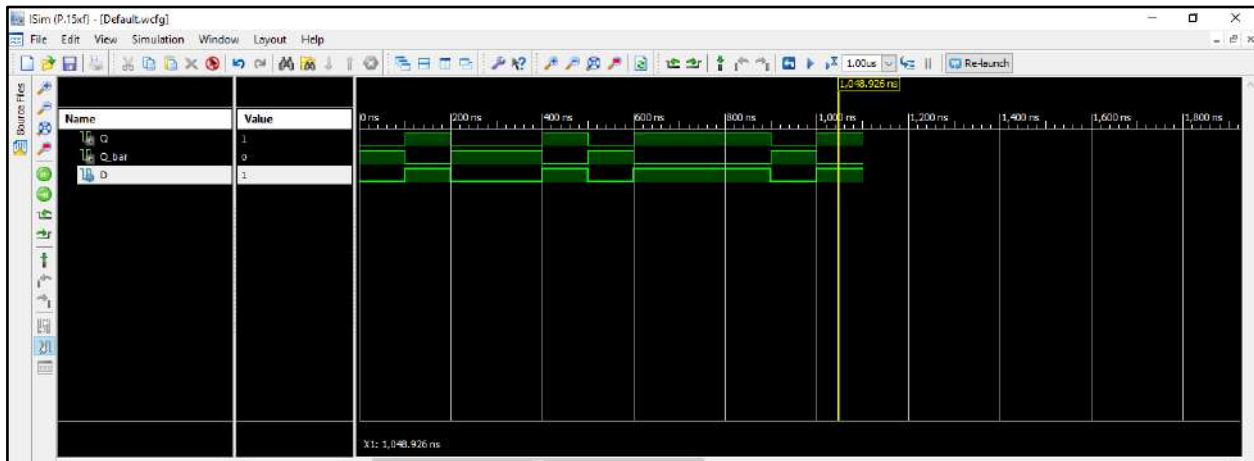 ISim (P.15xf) - [Default.wcfg]
File Edit View Simulation Window Layout Help
1.00us Re-launch
Source Files
1,048.926 ns
Name Value
0 ns 200 ns 400 ns 600 ns 800 ns 1,000 ns 1,200 ns 1,400 ns 1,600 ns 1,800 ns
Q 1
Q_bar 0
D 1
X1: 1,048.926 ns